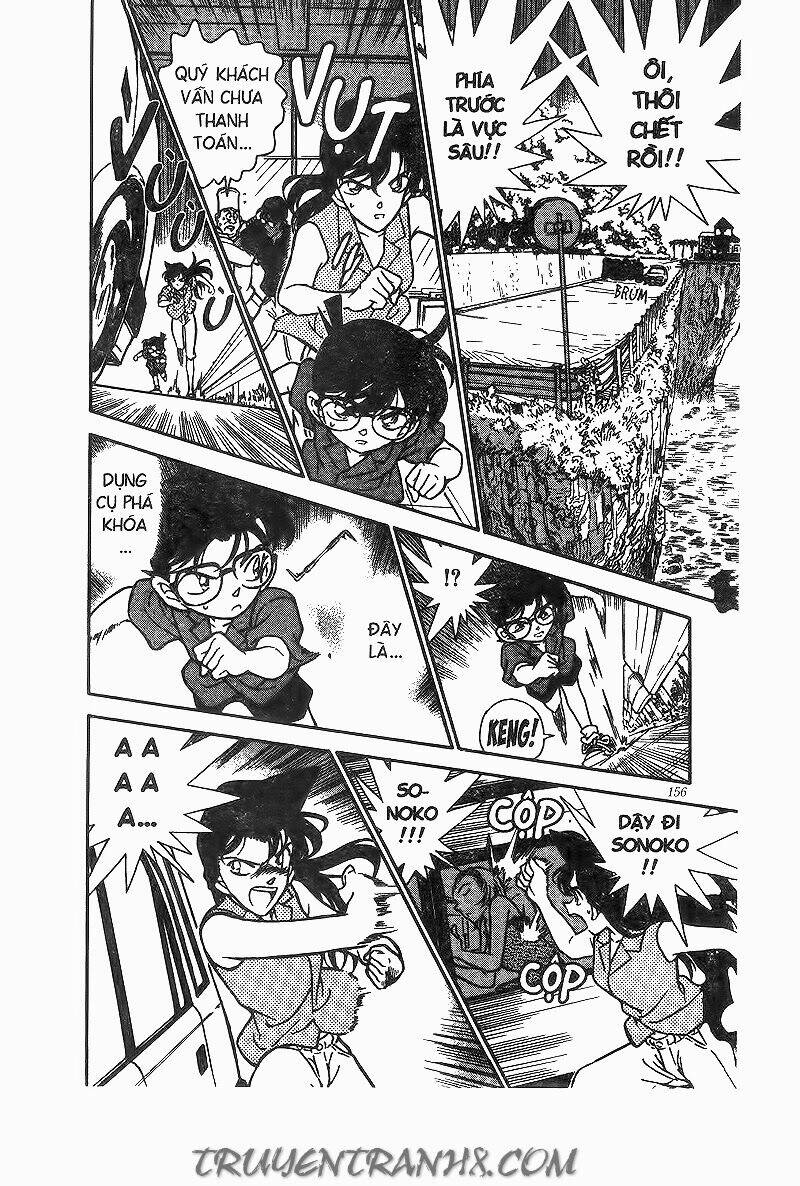 ÔI,
THÔI
CHẾT
RỒI!!
PHÍA
TRƯỚC
LÀ VỰC
SÂU!!
BRÙM
VỤT
QUÝ KHÁCH
VẪN CHƯA
THANH
TOÁN...
VÙ
Ù
Ù
Ù
!?
KENG!
DỤNG
CỤ PHÁ
KHÓA
...
ĐÂY
LÀ...
156
DẬY ĐI
SONOKO
!!
CỘP
CỘP
SO-
NOKO
!!!
A A
A A
A...
TRUYENTRANH8.COM